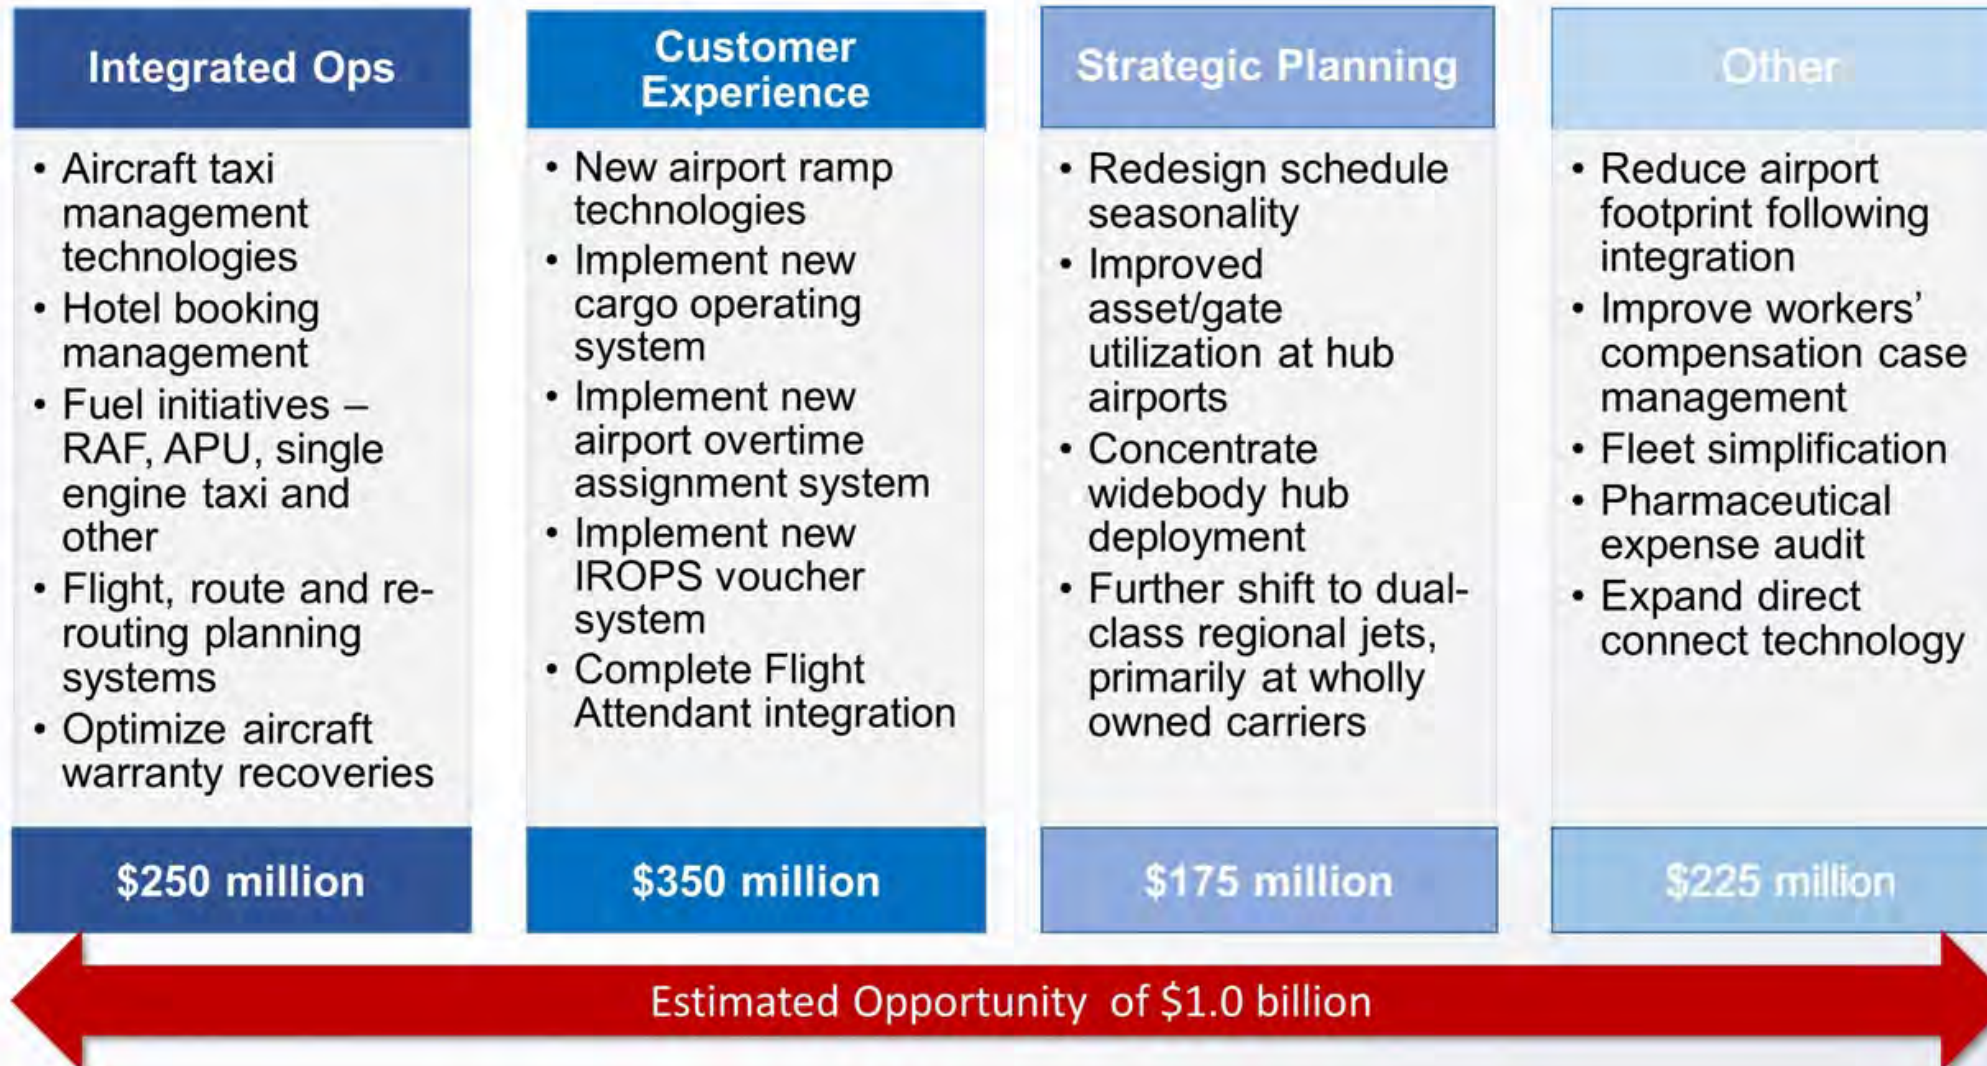 Integrated Ops
• Aircraft taxi
management
technologies
• Hotel booking
management
• Fuel initiatives –
RAF, APU, single
engine taxi and
other
• Flight, route and re-
routing planning
systems
• Optimize aircraft
warranty recoveries
$250 million
Customer
Experience
• New airport ramp
technologies
• Implement new
cargo operating
system
• Implement new
airport overtime
assignment system
• Implement new
IROPS voucher
system
• Complete Flight
Attendant integration
$350 million
Strategic Planning
• Redesign schedule
seasonality
• Improved
asset/gate
utilization at hub
airports
• Concentrate
widebody hub
deployment
• Further shift to dual-
class regional jets,
primarily at wholly
owned carriers
$175 million
Other
• Reduce airport
footprint following
integration
• Improve workers’
compensation case
management
• Fleet simplification
• Pharmaceutical
expense audit
• Expand direct
connect technology
$225 million
Estimated Opportunity of $1.0 billion